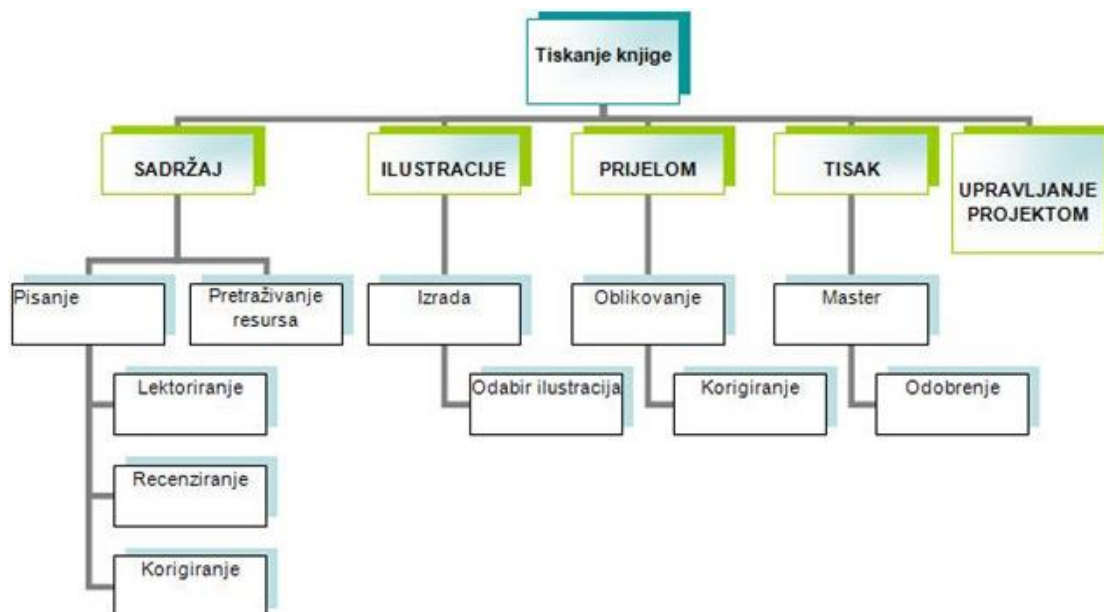 Tiskanje knjige
SADRŽAJ
ILUSTRACIJE
PRIJELOM
TISAK
UPRAVLJANJE
PROJEKTOM
Pisanje
Pretraživanje
resursa
Izrada
Oblikovanje
Master
Lektoriranje
Odabir ilustracija
Korigiranje
Odobrenje
Recenziranje
Korigiranje